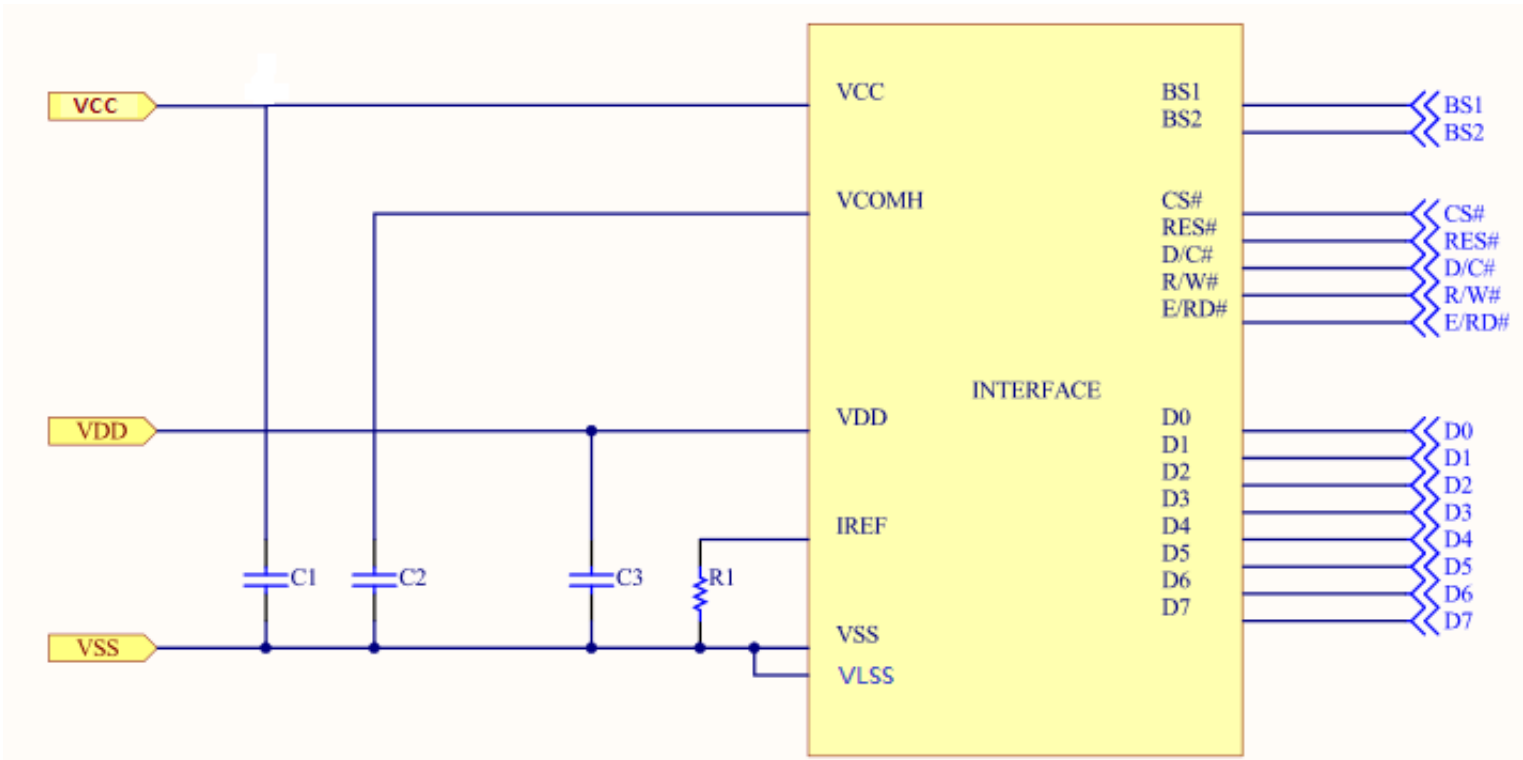 VCC
VCC
BS1
BS1
BS2
BS2
VCOMH
CS#
CS#
RES#
RES#
D/C#
D/C#
R/W#
R/W#
E/RD#
E/RD#
INTERFACE
VDD
VDD
D0
D0
D1
D1
D2
D2
D3
D3
IREF
D4
D4
D5
D5
C1
C2
C3
R1
D6
D6
D7
D7
VSS
VSS
VLSS